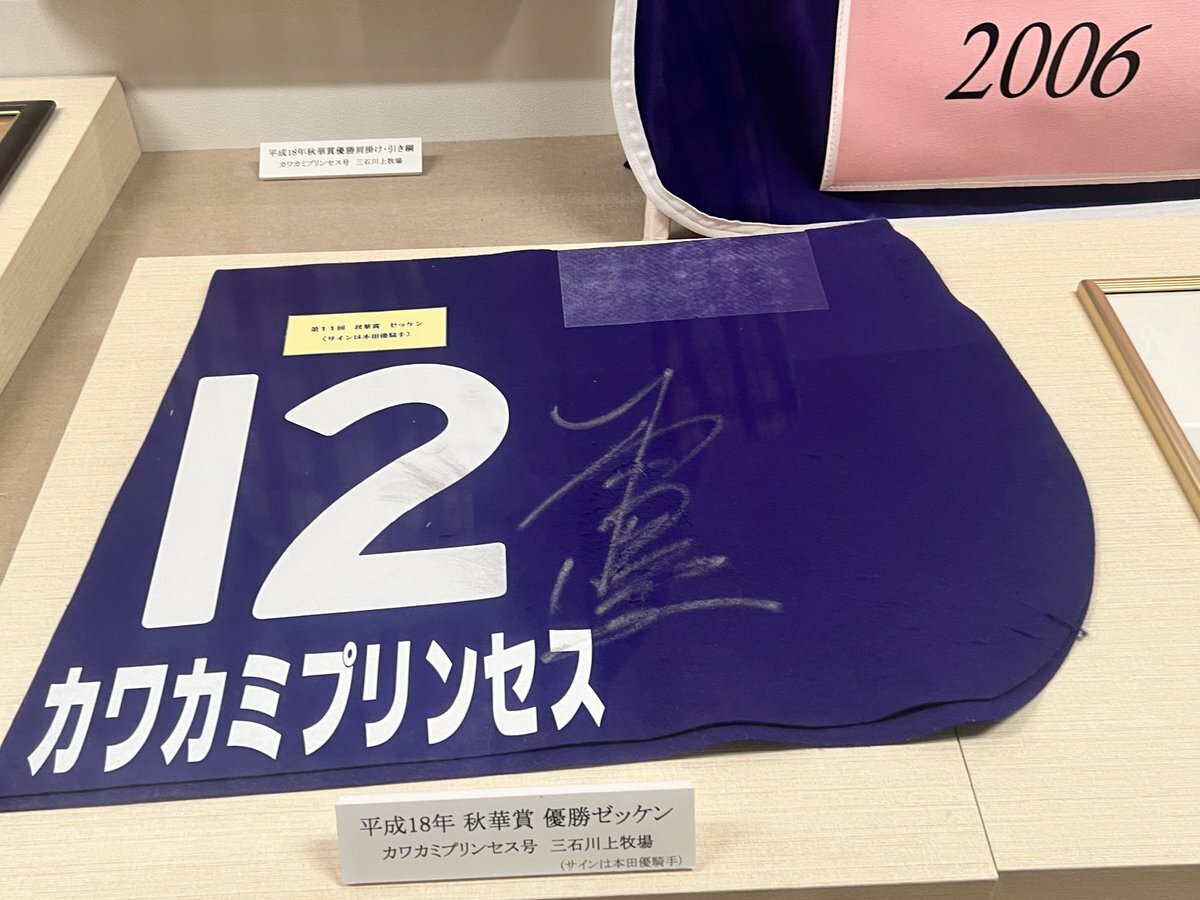 2006
平成18年秋華賞優勝肩掛け・引き綱
カワカミプリンセス号 三石川上牧場
第11回 秋華賞 ゼッケン
(サインは本田優騎手)
12
カワカミプリンセス
平成18年 秋華賞 優勝ゼッケン
カワカミプリンセス号 三石川上牧場
(サインは本田優騎手)